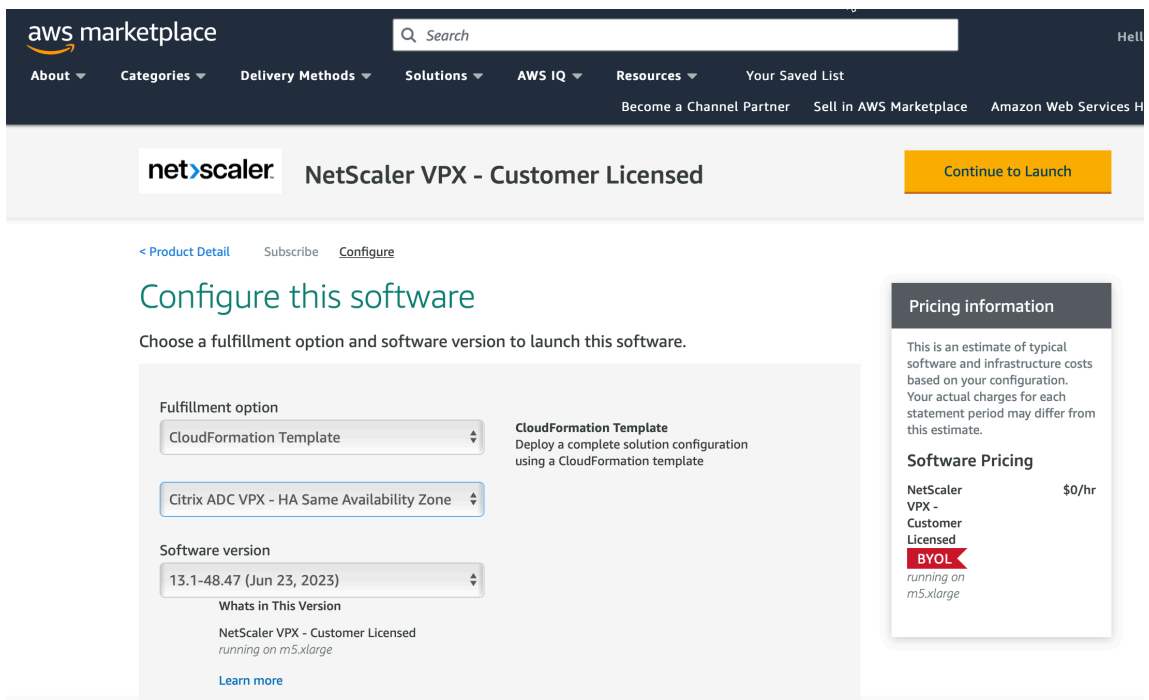 aws marketplace
Search
Hell
About
Categories
Delivery Methods
Solutions
AWS IQ
Resources
Your Saved List
Become a Channel Partner
Sell in AWS Marketplace
Amazon Web Services H
net>scaler
NetScaler VPX - Customer Licensed
Continue to Launch
< Product Detail
Subscribe
Configure
Configure this software
Choose a fulfillment option and software version to launch this software.
Fulfillment option
CloudFormation Template
CloudFormation Template
Deploy a complete solution configuration
using a CloudFormation template
Citrix ADC VPX - HA Same Availability Zone
Software version
13.1-48.47 (Jun 23, 2023)
Whats in This Version
NetScaler VPX - Customer Licensed
running on m5.xlarge
Learn more
Pricing information
This is an estimate of typical
software and infrastructure costs
based on your configuration.
Your actual charges for each
statement period may differ from
this estimate.
Software Pricing
NetScaler $0/hr
VPX -
Customer
Licensed
BYOL
running on
m5.xlarge